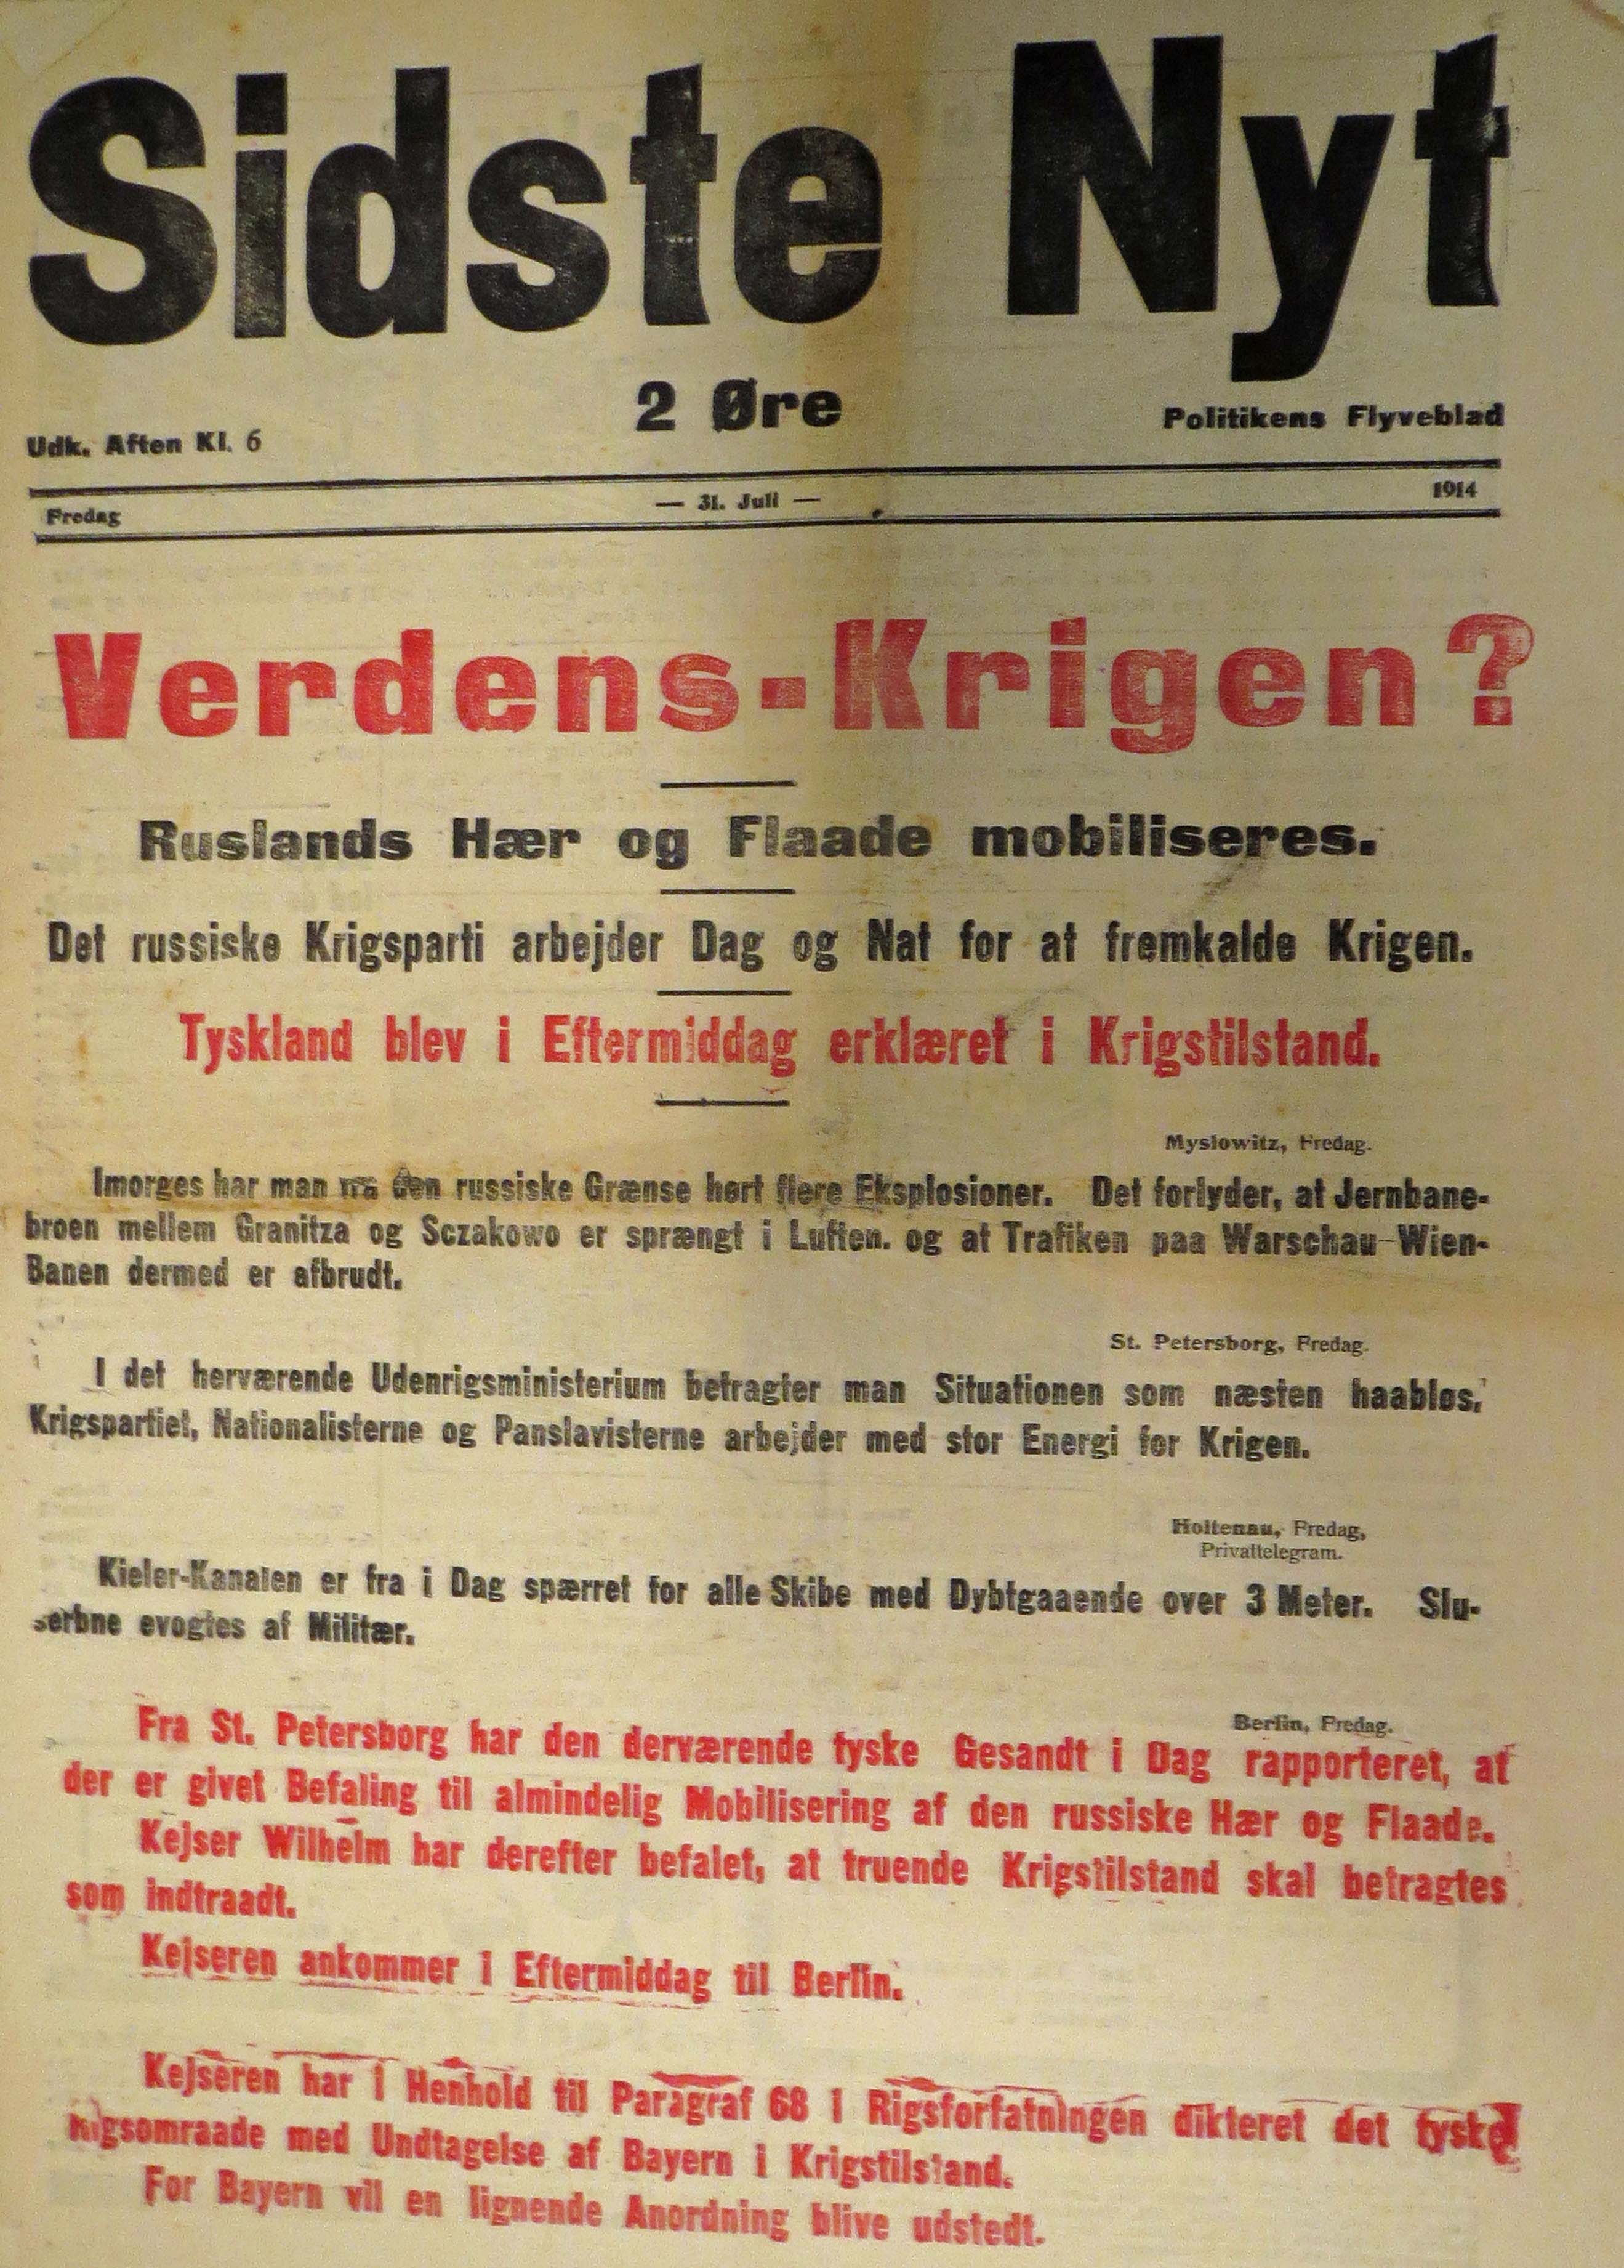 Sidste Nyt
Udk. Aften Kl. 6 2 Øre Politikens Flyveblad
Fredag — 31. Juli — 1914
Verdens-Krigen?
Ruslands Hær og Flaade mobiliseres.
Det russiske Krigsparti arbejder Dag og Nat for at fremkalde Krigen.
Tyskland blev i Eftermiddag erklæret i Krigstilstand.
Myslowitz, Fredag.
Imorges har man den russiske Grænse hørt flere Eksplosioner. Det forlyder, at Jernbane-
broen mellem Granitza og Sczakowo er sprængt i Luften. og at Trafiken paa Warschau-Wien-
Banen dermed er afbrudt.
St. Petersborg, Fredag.
I det herværende Udenrigsministerium betragter man Situationen som næsten haabløs.
Krigspartiet, Nationalisterne og Panslavisterne arbejder med stor Energi for Krigen.
Holtenau, Fredag,
Privattelegram.
Kieler-Kanalen er fra i Dag spærret for alle Skibe med Dybtgaaende over 3 Meter. Slu-
serbne evogtes af Militær.
Berlin, Fredag.
Fra St. Petersborg har den derværende tyske Gesandt i Dag rapporteret, at
der er givet Befaling til almindelig Mobilisering af den russiske Hær og Flaade.
Kejser Wilhelm har derefter befalet, at truende Krigstilstand skal betragtes
som indtraadt.
Kejseren ankommer i Eftermiddag til Berlin.
Kejseren har i Henhold til Paragraf 68 i Rigsforfatningen dikteret det tyske
Rigsomraade med Undtagelse af Bayern i Krigstilstand.
For Bayern vil en lignende Anordning blive udstedt.